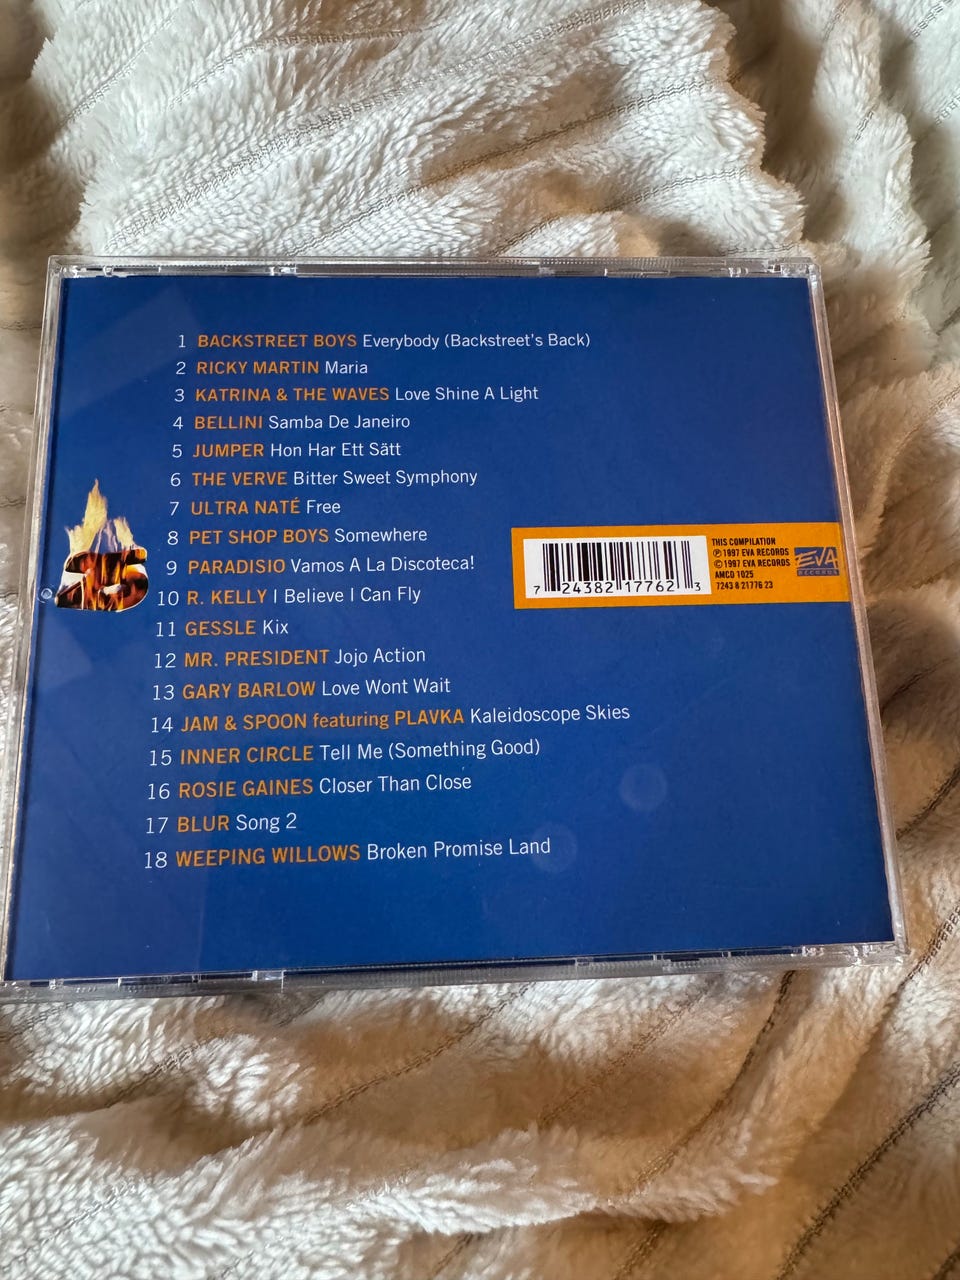 1 BACKSTREET BOYS Everybody (Backstreet's Back)
2 RICKY MARTIN Maria
3 KATRINA & THE WAVES Love Shine A Light
4 BELLINI Samba De Janeiro
5 JUMPER Hon Har Ett Sätt
6 THE VERVE Bitter Sweet Symphony
7 ULTRA NATÉ Free
8 PET SHOP BOYS Somewhere
9 PARADISIO Vamos A La Discoteca!
10 R. KELLY I Believe I Can Fly
11 GESSLE Kix
12 MR. PRESIDENT Jojo Action
13 GARY BARLOW Love Wont Wait
14 JAM & SPOON featuring PLAVKA Kaleidoscope Skies
15 INNER CIRCLE Tell Me (Something Good)
16 ROSIE GAINES Closer Than Close
17 BLUR Song 2
18 WEEPING WILLOWS Broken Promise Land
7 24382 17762 3
THIS COMPILATION
℗ 1997 EVA RECORDS
© 1997 EVA RECORDS
AMCD 1025
7243 8 21776 23
EVA
RECORDS